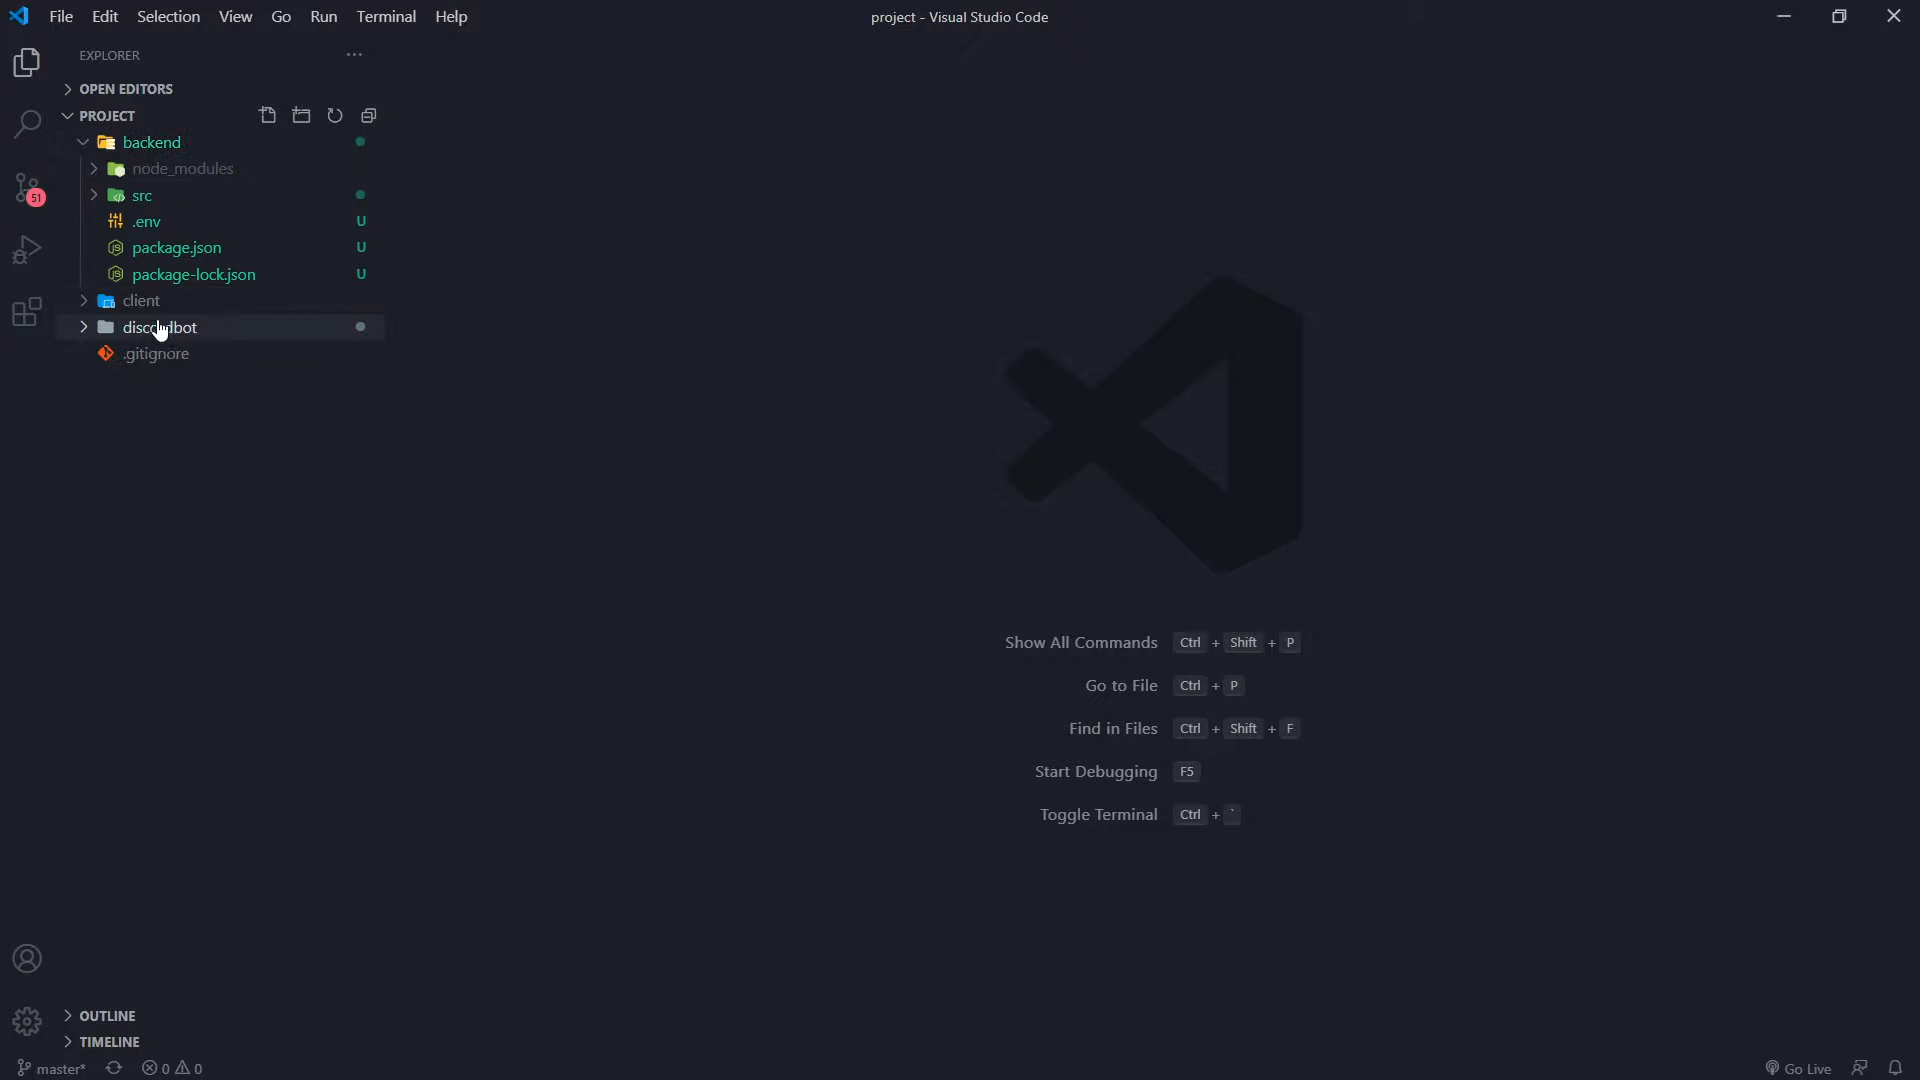 File Edit Selection View Go Run Terminal Help
project - Visual Studio Code
EXPLORER
OPEN EDITORS
PROJECT
backend
node_modules
src
51
.env U
package.json U
package-lock.json U
client
.gitignore
Show All Commands Ctrl + Shift + P
Go to File Ctrl + P
Find in Files Ctrl + Shift + F
Start Debugging F5
Toggle Terminal Ctrl + `
OUTLINE
TIMELINE
master* 0 0 Go Live